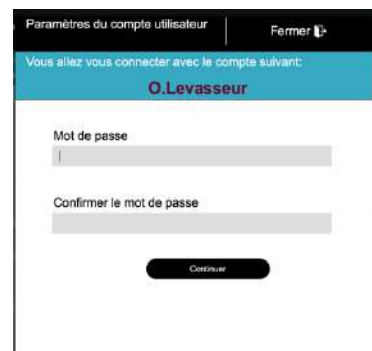 Paramètres du compte utilisateur
Fermer
Vous allez vous connecter avec le compte suivant:
O.Levasseur
Mot de passe
Confirmer le mot de passe
Continuer